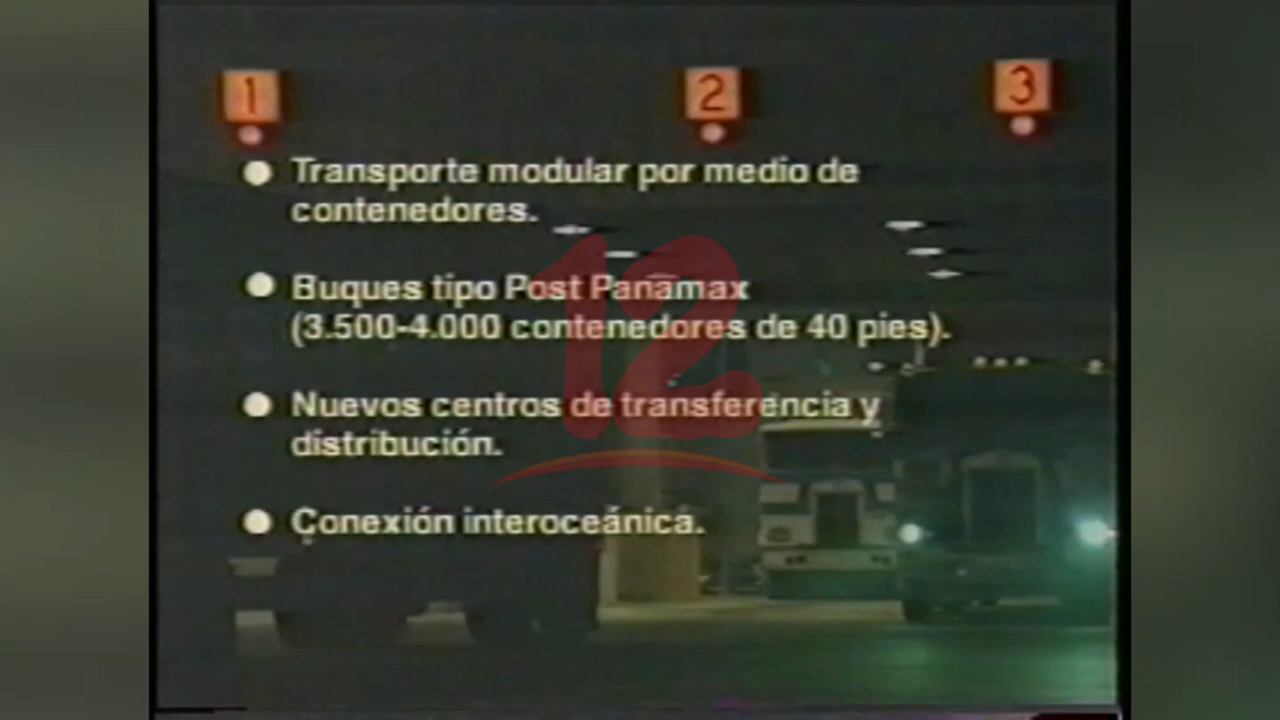 1 2 3
Transporte modular por medio de
contenedores.
Buques tipo Post Panamax
(3.500-4.000 contenedores de 40 pies).
Nuevos centros de transferencia y
distribución.
Conexión interoceánica.
12